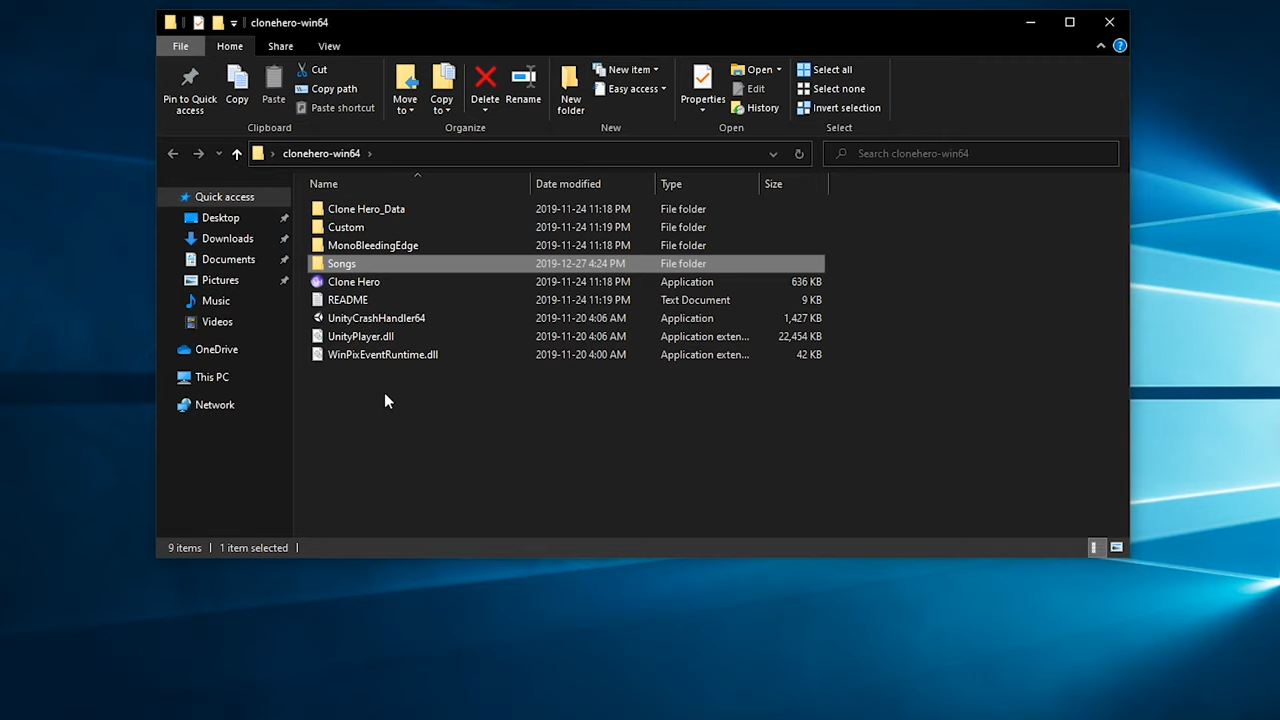 clonehero-win64
File Home Share View
Pin to Quick access
Copy
Paste
Cut
Copy path
Paste shortcut
Clipboard
Move to
Copy to
Delete
Rename
Organize
New folder
New item
Easy access
New
Properties
Open
Edit
History
Open
Select all
Select none
Invert selection
Select
clonehero-win64
Search clonehero-win64
Quick access
Desktop
Downloads
Documents
Pictures
Music
Videos
OneDrive
This PC
Network
Name Date modified Type Size
Clone Hero_Data 2019-11-24 11:18 PM File folder
Custom 2019-11-24 11:19 PM File folder
MonoBleedingEdge 2019-11-24 11:18 PM File folder
Songs 2019-12-27 4:24 PM File folder
Clone Hero 2019-11-24 11:18 PM Application 636 KB
README 2019-11-24 11:19 PM Text Document 9 KB
UnityCrashHandler64 2019-11-20 4:06 AM Application 1,427 KB
UnityPlayer.dll 2019-11-20 4:06 AM Application exten... 22,454 KB
WinPixEventRuntime.dll 2019-11-20 4:00 AM Application exten... 42 KB
9 items 1 item selected